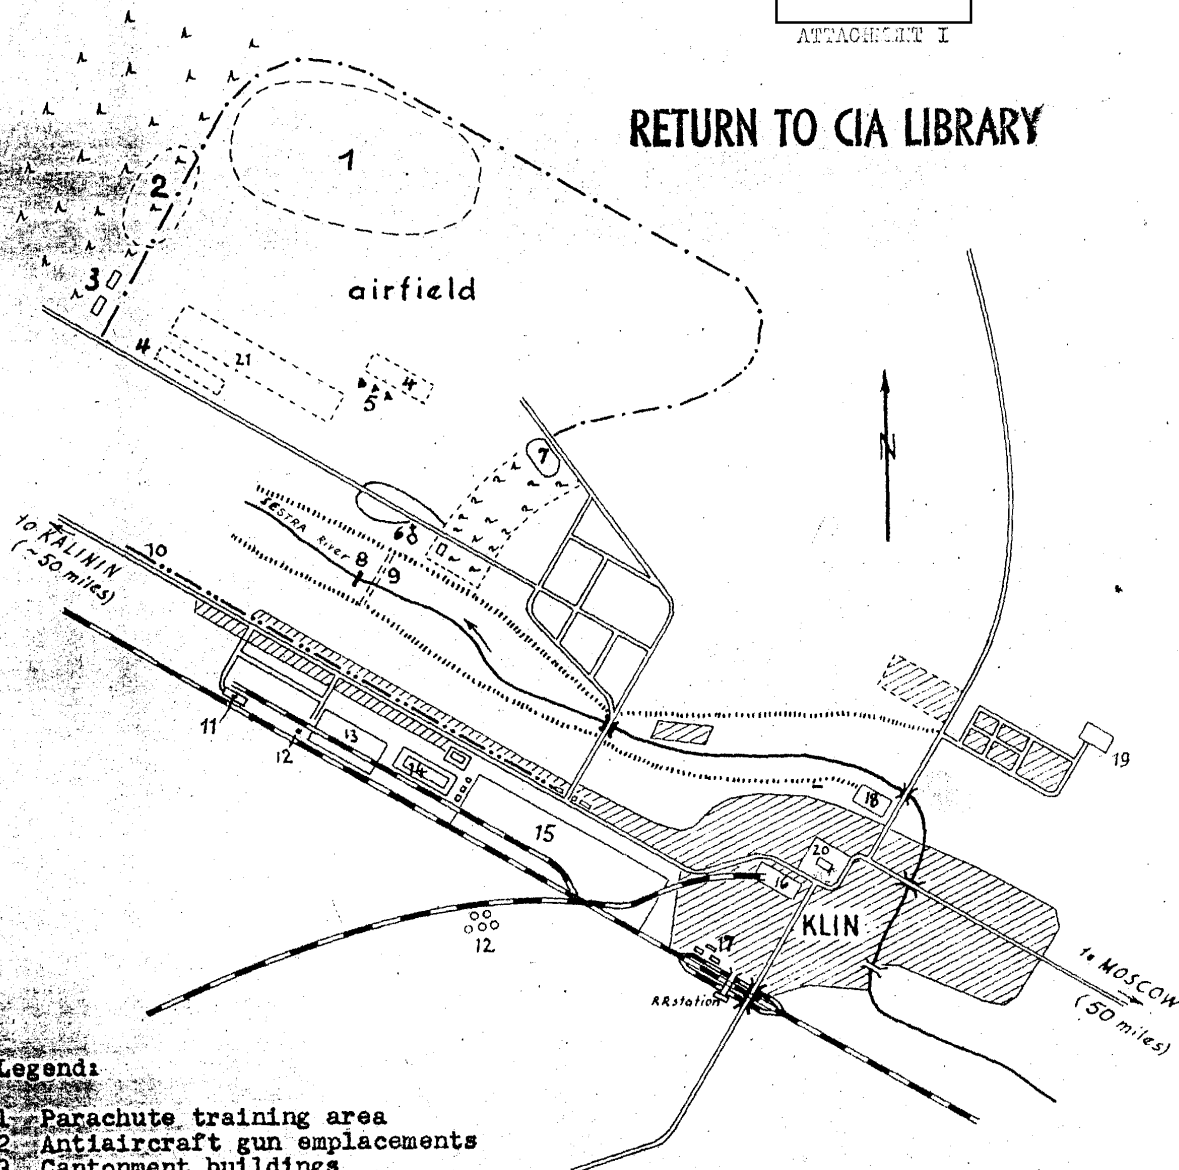 ATTACHMENT I
RETURN TO CIA LIBRARY
1
2
3
airfield
4
21
4
5
N
7
SESTRA River
6
to KALININ
(~50 miles)
10
8
9
11
12
13
14
15
18
19
20
16
KLIN
12
17
RR station
to MOSCOW
(50 miles)
Legend:
1 Parachute training area
2 Antiaircraft gun emplacements
3 Cantonment buildings